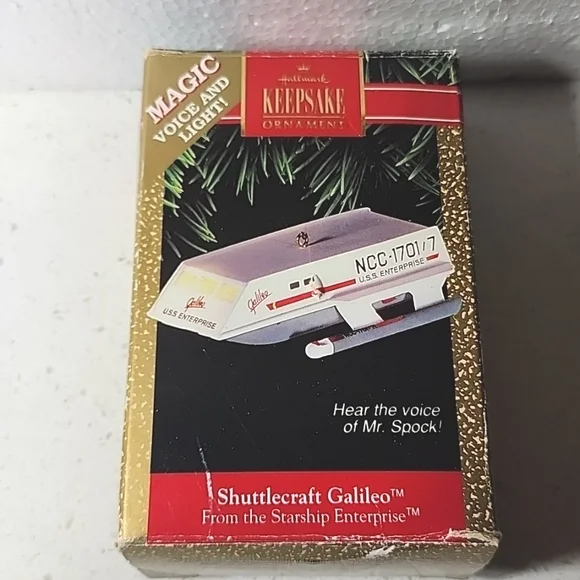 MAGIC
VOICE AND
LIGHT!
Hallmark
KEEPSAKE
ORNAMENT
NCC-1701/7
U.S.S. ENTERPRISE
Galileo
Galileo
U.S.S. ENTERPRISE
Hear the voice
of Mr. Spock!
Shuttlecraft Galileo™
From the Starship Enterprise™